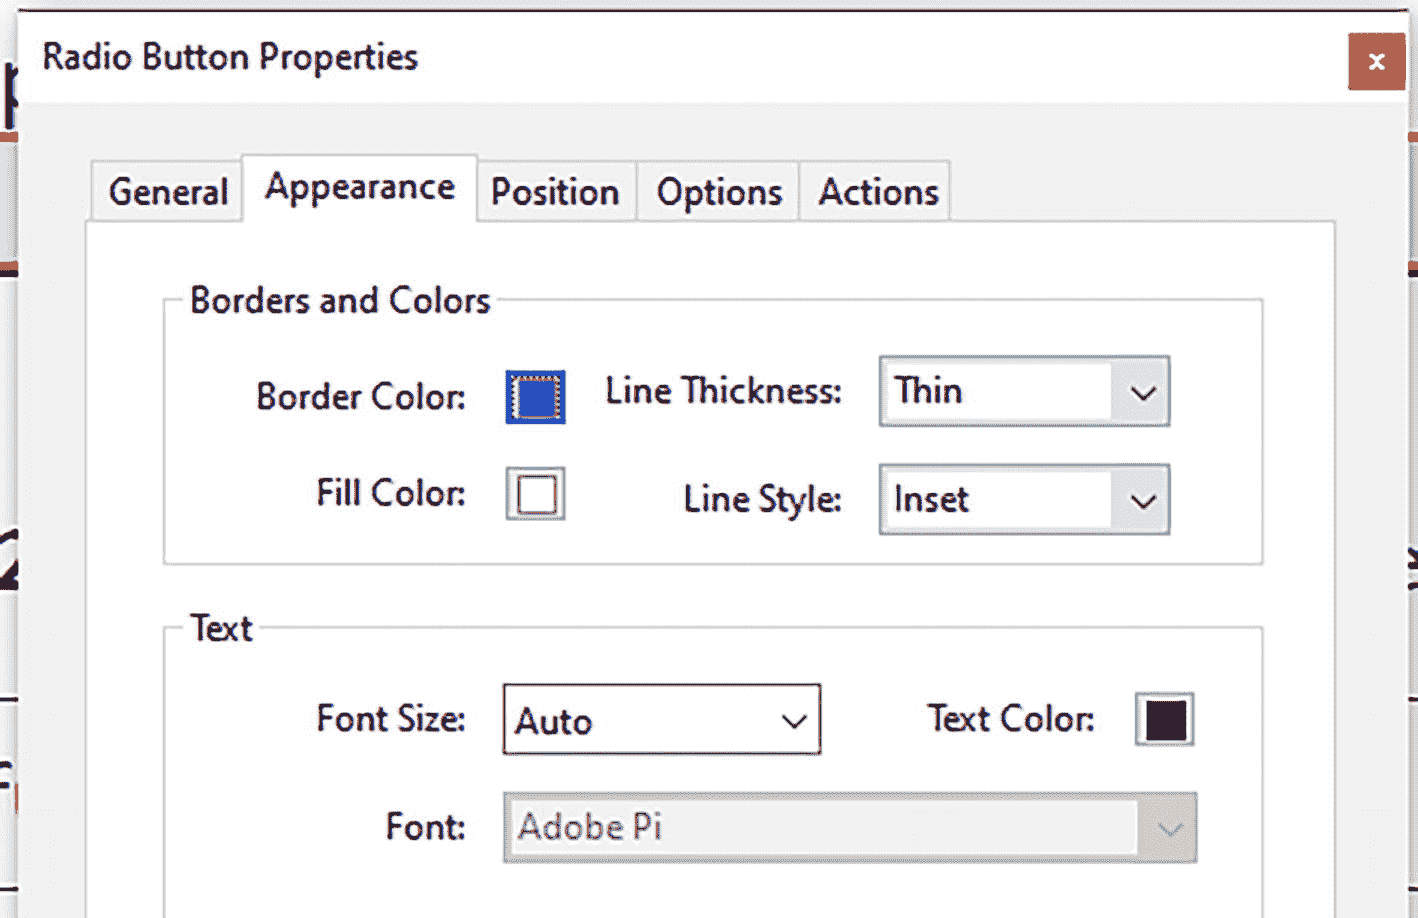 Radio Button Properties
x
General Appearance Position Options Actions
Borders and Colors
Border Color: Line Thickness: Thin
Fill Color: Line Style: Inset
Text
Font Size: Auto Text Color:
Font: Adobe Pi